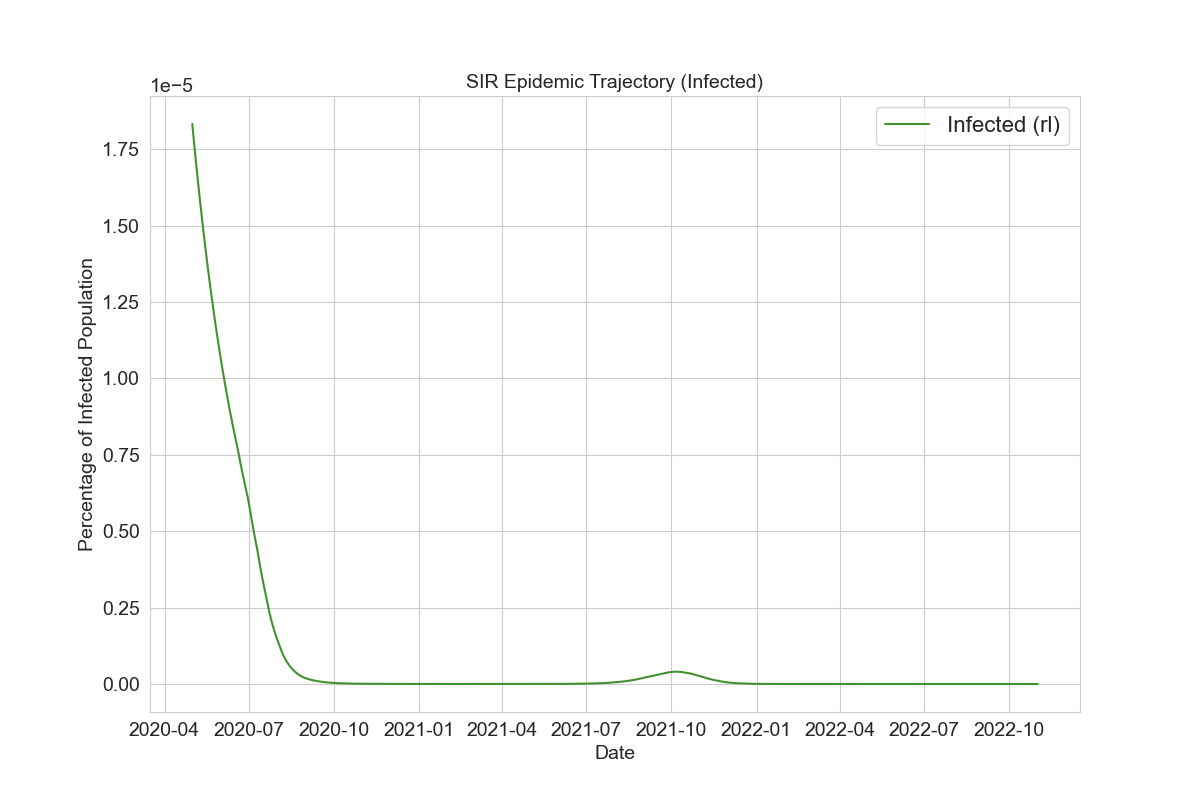 SIR Epidemic Trajectory (Infected)
1e−5
Infected (rl)
1.75
1.50
1.25
1.00
0.75
0.50
0.25
0.00
Percentage of Infected Population
2020-04 2020-07 2020-10 2021-01 2021-04 2021-07 2021-10 2022-01 2022-04 2022-07 2022-10
Date